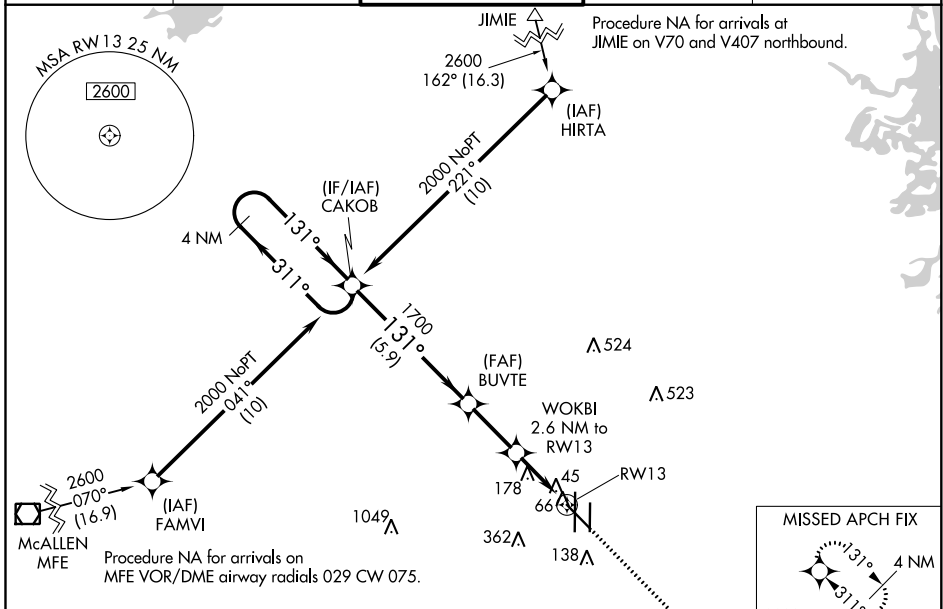 JIMIE
Procedure NA for arrivals at
JIMIE on V70 and V407 northbound.
MSA RW13 25 NM
2600
2600
162° (16.3)
(IAF)
HIRTA
2000 NoPT
221°
(10)
(IF/IAF)
CAKOB
4 NM
131°
311°
1700
131°
(5.9)
524
523
(FAF)
BUVTE
2000 NoPT
041°
(10)
WOKBI
2.6 NM to
RW13
178
45
66
RW13
2600
070°
(16.9)
(IAF)
FAMVI
McALLEN
MFE
1049
362
138
Procedure NA for arrivals on
MFE VOR/DME airway radials 029 CW 075.
MISSED APCH FIX
131°
4 NM
311°